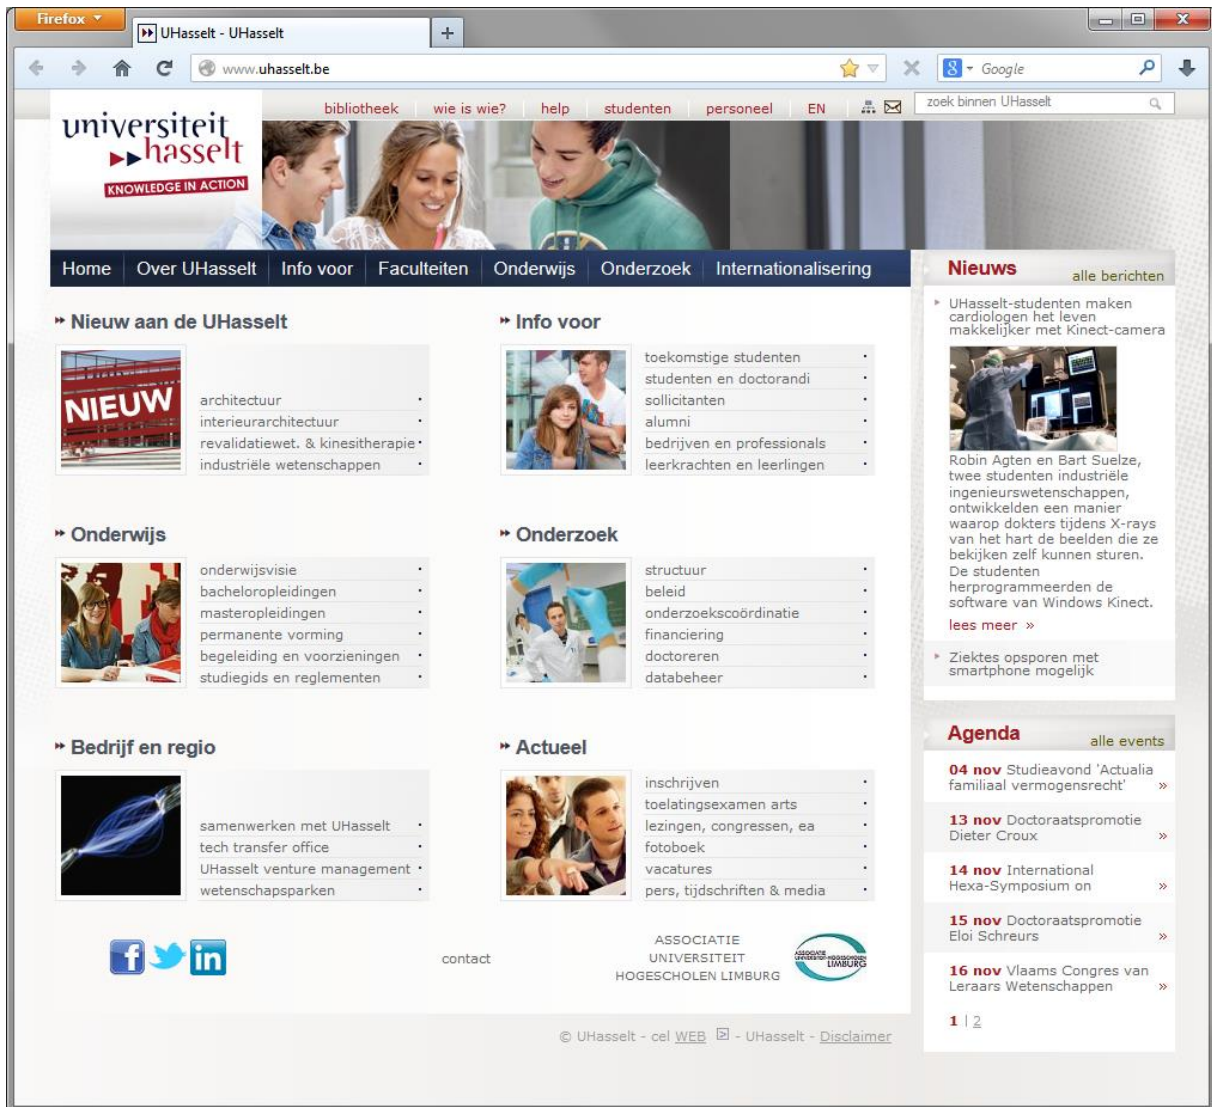 Firefox
UHasselt - UHasselt
www.uhasselt.be
Google
bibliotheek
wie is wie?
help
studenten
personeel
EN
zoek binnen UHasselt
universiteit
hasselt
KNOWLEDGE IN ACTION
Home
Over UHasselt
Info voor
Faculteiten
Onderwijs
Onderzoek
Internationalisering
Nieuw aan de UHasselt
NIEUW
architectuur
interieurarchitectuur
revalidatiewet. & kinesitherapie
industriële wetenschappen
Info voor
toekomstige studenten
studenten en doctorandi
sollicitanten
alumni
bedrijven en professionals
leerkrachten en leerlingen
Onderwijs
onderwijsvisie
bacheloropleidingen
masteropleidingen
permanente vorming
begeleiding en voorzieningen
studiegids en reglementen
Onderzoek
structuur
beleid
onderzoekscoördinatie
financiering
doctoreren
databeheer
Bedrijf en regio
samenwerken met UHasselt
tech transfer office
UHasselt venture management
wetenschapsparken
Actueel
inschrijven
toelatingsexamen arts
lezingen, congressen, ea
fotoboek
vacatures
pers, tijdschriften & media
Nieuws
alle berichten
UHasselt-studenten maken
cardiologen het leven
makkelijker met Kinect-camera
Robin Agten en Bart Suelze,
twee studenten industriële
ingenieurswetenschappen,
ontwikkelden een manier
waarop dokters tijdens X-rays
van het hart de beelden die ze
bekijken zelf kunnen sturen.
De studenten
herprogrammeerden de
software van Windows Kinect.
lees meer »
Ziektes opsporen met
smartphone mogelijk
Agenda
alle events
04 nov Studieavond 'Actualia
familiaal vermogensrecht' »
13 nov Doctoraatspromotie
Dieter Croux »
14 nov International
Hexa-Symposium on »
15 nov Doctoraatspromotie
Eloi Schreurs »
16 nov Vlaams Congres van
Leraars Wetenschappen »
1 | 2
contact
ASSOCIATIE
UNIVERSITEIT
HOGESCHOLEN LIMBURG
ASSOCIATIE
UNIVERSITEIT-HOGESCHOLEN
LIMBURG
© UHasselt - cel WEB - UHasselt - Disclaimer